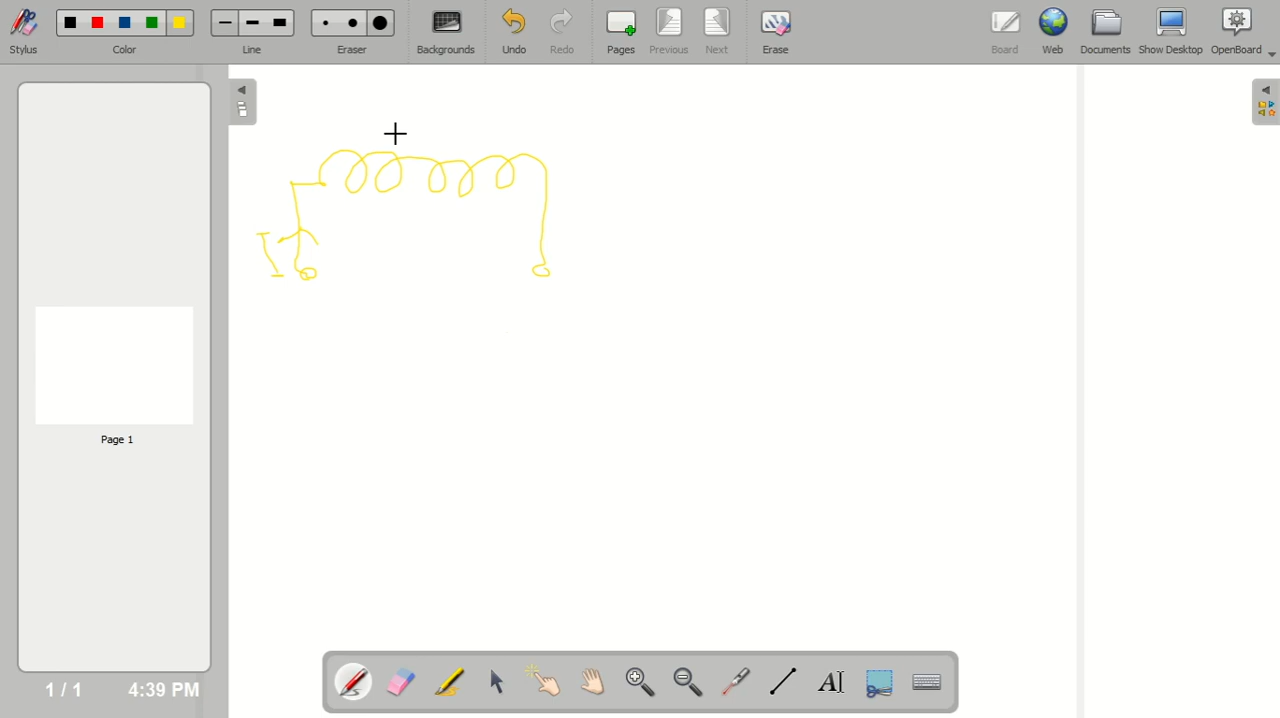 Stylus Color Line Eraser Backgrounds Undo Redo Pages Previous Next Erase Board Web Documents Show Desktop OpenBoard
I
Page 1
AI
1 / 1 4:39 PM